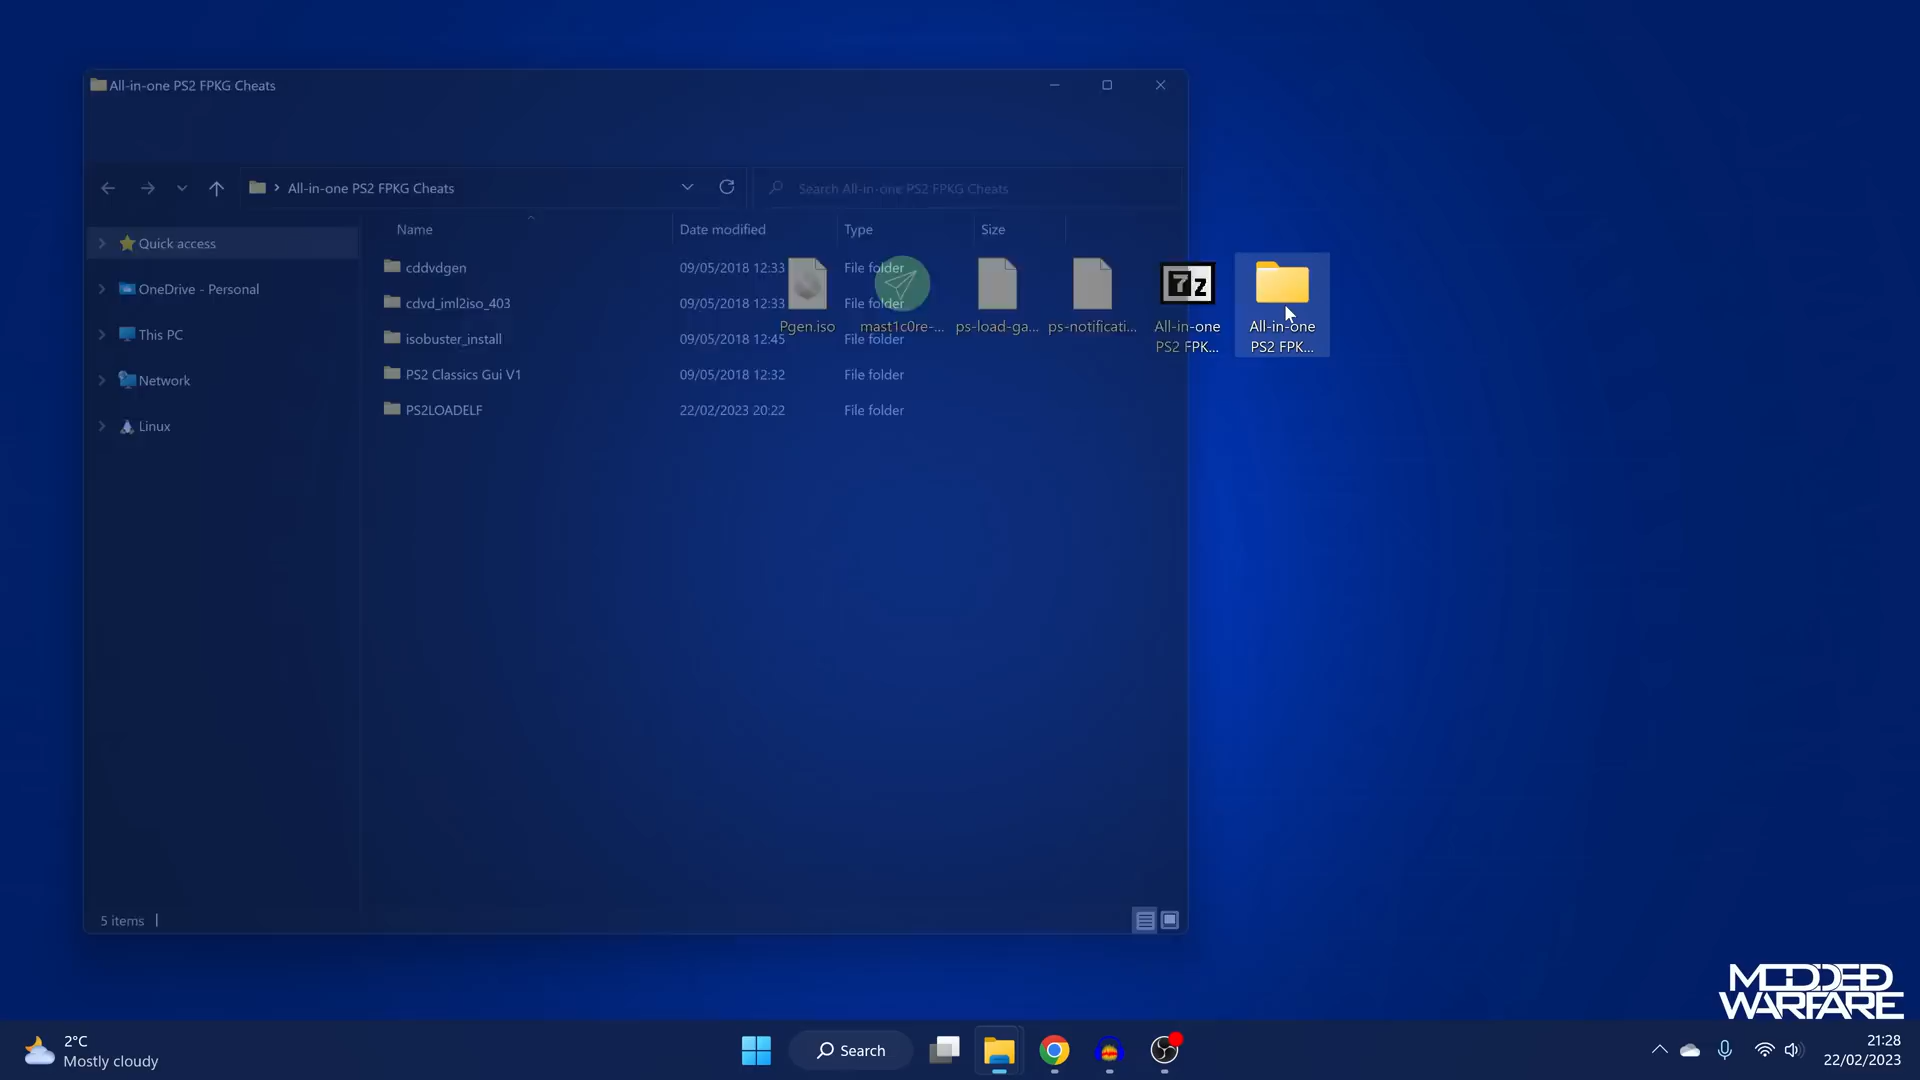 All-in-one PS2 FPKG Cheats
All-in-one PS2 FPKG Cheats
Search All-in-one PS2 FPKG Cheats
Name
Date modified
Type
Size
Quick access
OneDrive - Personal
This PC
Network
Linux
cddvdgen 09/05/2018 12:33 File folder
cdvd_iml2iso_403 09/05/2018 12:33 File folder
isobuster_install 09/05/2018 12:45 File folder
PS2 Classics Gui V1 09/05/2018 12:32 File folder
PS2LOADELF 22/02/2023 20:22 File folder
Pgen.iso
mast1c0re-...
ps-load-ga...
ps-notificati...
7z
All-in-one
PS2 FPK...
All-in-one
PS2 FPK...
5 items
MODDED
WARFARE
2°C
Mostly cloudy
Search
21:28
22/02/2023